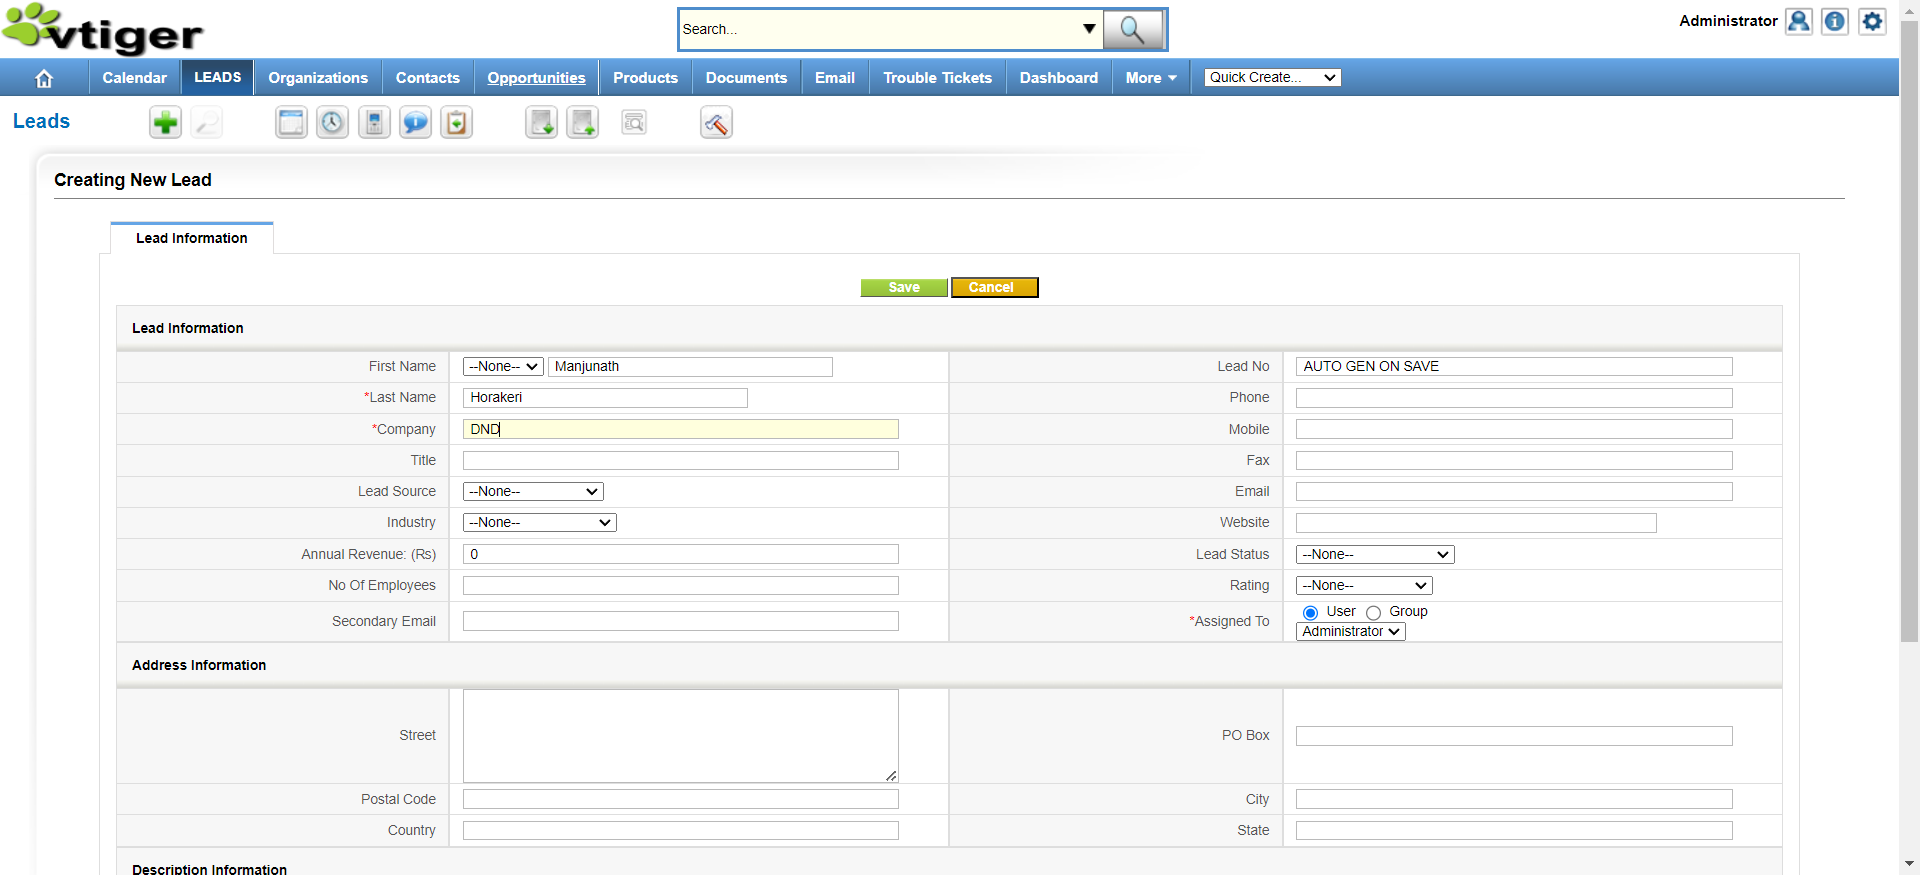 vtiger
Search...
Administrator
Calendar LEADS Organizations Contacts Opportunities Products Documents Email Trouble Tickets Dashboard More Quick Create...
Leads
Creating New Lead
Lead Information
Save Cancel
Lead Information
First Name --None-- Manjunath Lead No AUTO GEN ON SAVE
*Last Name Horakeri Phone
*Company DND Mobile
Title Fax
Lead Source --None-- Email
Industry --None-- Website
Annual Revenue: (Rs) 0 Lead Status --None--
No Of Employees Rating --None--
Secondary Email *Assigned To User Group
Administrator
Address Information
Street PO Box
Postal Code City
Country State
Description Information